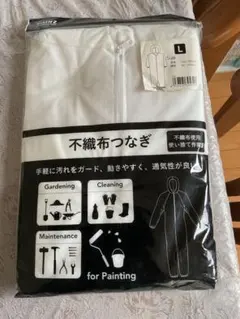 L
不織布つなぎ
不織布使用
使い捨て作業着
手軽に汚れをガード、動きやすく、通気性が良い
Gardening
Cleaning
Maintenance
for Painting